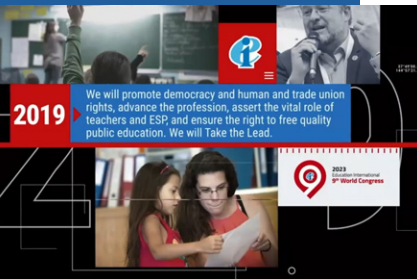 We will promote democracy and human and trade union
rights, advance the profession, assert the vital role of
teachers and ESP, and ensure the right to free quality
public education. We will Take the Lead.
2019
2023
Education International
9th World Congress